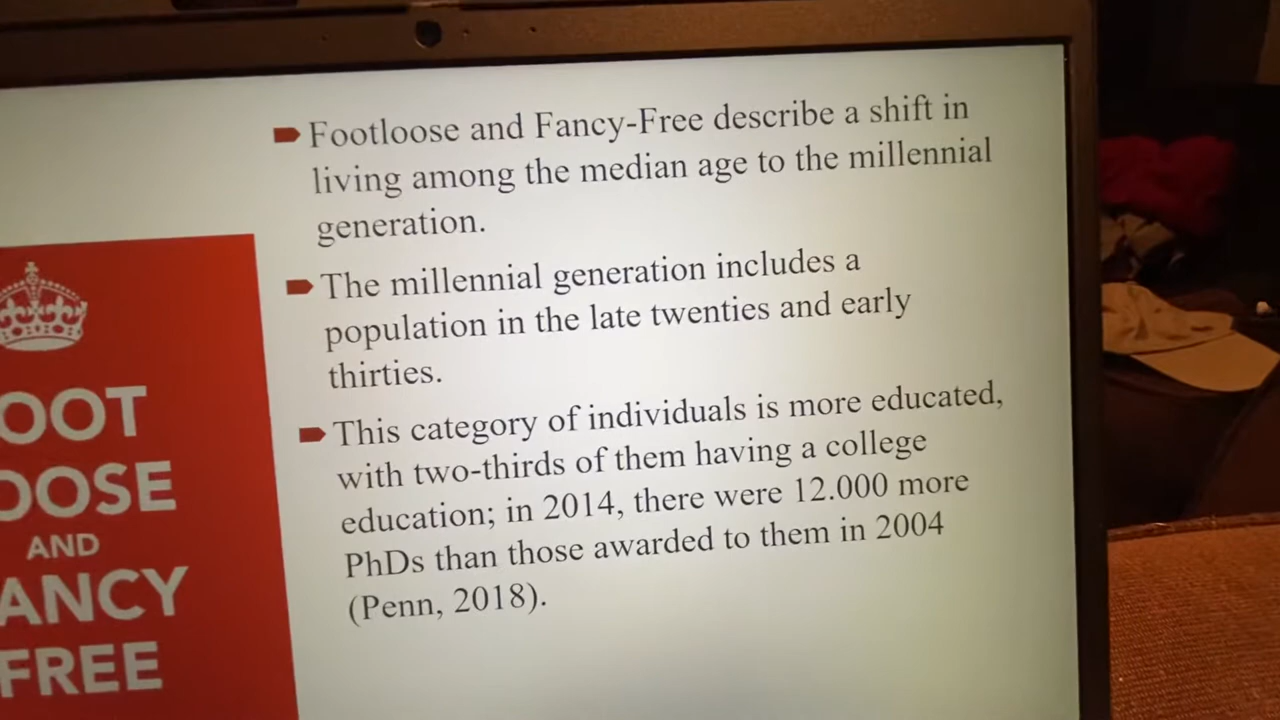 Footloose and Fancy-Free describe a shift in
living among the median age to the millennial
generation.
The millennial generation includes a
population in the late twenties and early
thirties.
This category of individuals is more educated,
with two-thirds of them having a college
education; in 2014, there were 12.000 more
PhDs than those awarded to them in 2004
(Penn, 2018).
OOT
OOSE
AND
ANCY
FREE